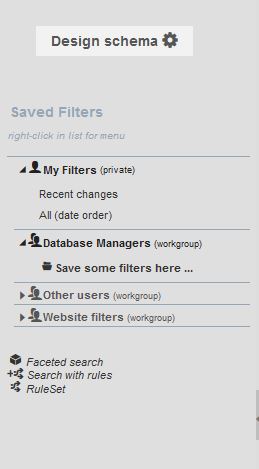 Design schema
Saved Filters
right-click in list for menu
My Filters (private)
Recent changes
All (date order)
Database Managers (workgroup)
Save some filters here ...
Other users (workgroup)
Website filters (workgroup)
Faceted search
Search with rules
RuleSet